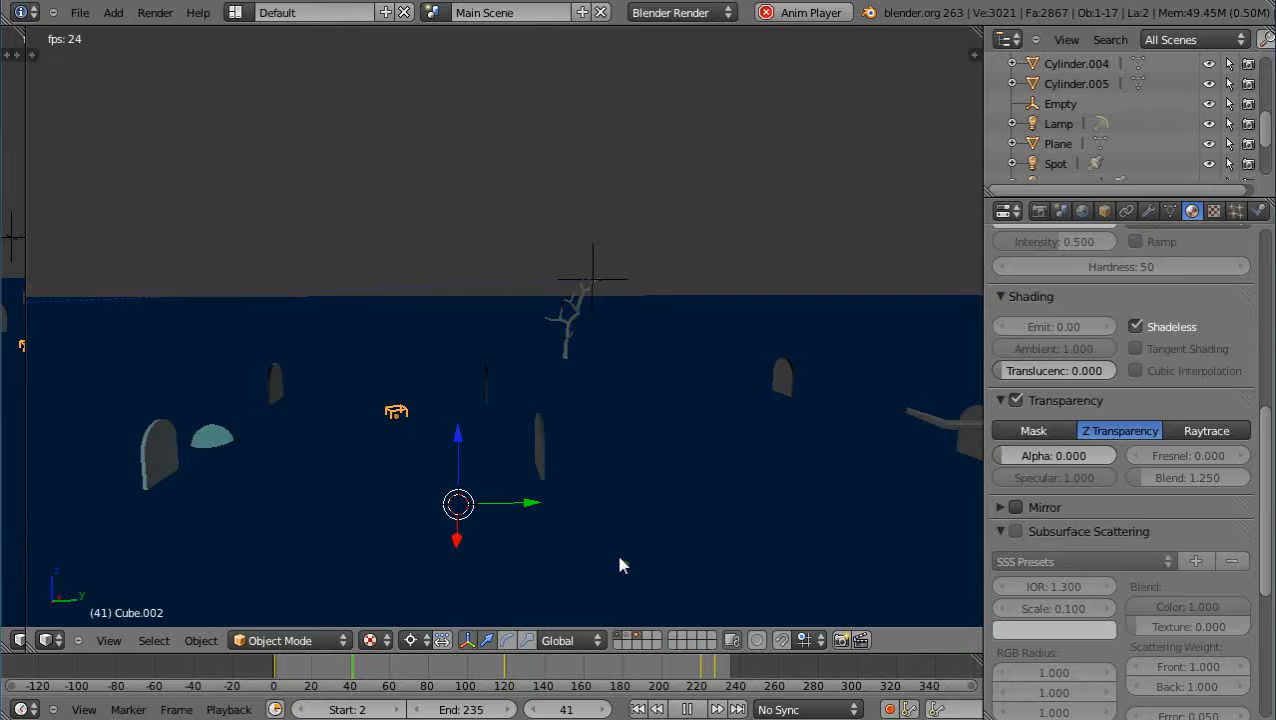 File Add Render Help Default Main Scene Blender Render Anim Player blender.org 263 | Ve:3021 | Fa:2867 | Ob:1-17 | La:2 | Mem:49.45M (0.50M)
fps: 24
View Search All Scenes
Cylinder.004
Cylinder.005
Empty
Lamp
Plane
Spot
Intensity: 0.500 Ramp
Hardness: 50
Shading
Emit: 0.00 Shadeless
Ambient: 1.000 Tangent Shading
Translucenc: 0.000 Cubic Interpolation
Transparency
Mask Z Transparency Raytrace
Alpha: 0.000 Fresnel: 0.000
Specular: 1.000 Blend: 1.250
Mirror
Subsurface Scattering
SSS Presets
IOR: 1.300 Blend:
Scale: 0.100 Color: 1.000
Texture: 0.000
RGB Radius: Scattering Weight:
1.000 Front: 1.000
1.000 Back: 1.000
1.000 Error: 0.050
z
y
(41) Cube.002
View Select Object Object Mode Global
-120 -100 -80 -60 -40 -20 0 20 40 60 80 100 120 140 160 180 200 220 240 260 280 300 320 340
View Marker Frame Playback Start: 2 End: 235 41 No Sync